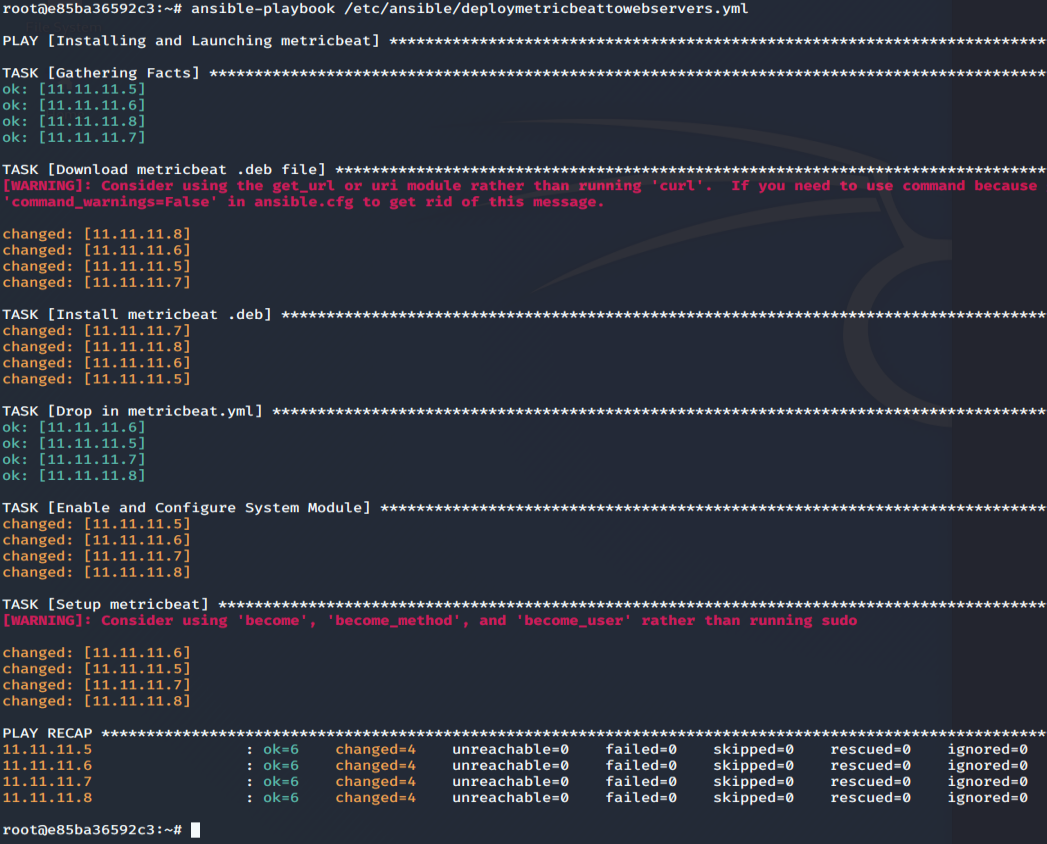 root@e85ba36592c3:~# ansible-playbook /etc/ansible/deploymetricbeattowebservers.yml
PLAY [Installing and Launching metricbeat] *************************************************************************
TASK [Gathering Facts] *********************************************************************************************
ok: [11.11.11.5]
ok: [11.11.11.6]
ok: [11.11.11.8]
ok: [11.11.11.7]
TASK [Download metricbeat .deb file] *******************************************************************************
[WARNING]: Consider using the get_url or uri module rather than running 'curl'.  If you need to use command because
'command_warnings=False' in ansible.cfg to get rid of this message.
changed: [11.11.11.8]
changed: [11.11.11.6]
changed: [11.11.11.5]
changed: [11.11.11.7]
TASK [Install metricbeat .deb] *************************************************************************************
changed: [11.11.11.7]
changed: [11.11.11.8]
changed: [11.11.11.6]
changed: [11.11.11.5]
TASK [Drop in metricbeat.yml] **************************************************************************************
ok: [11.11.11.6]
ok: [11.11.11.5]
ok: [11.11.11.7]
ok: [11.11.11.8]
TASK [Enable and Configure System Module] **************************************************************************
changed: [11.11.11.5]
changed: [11.11.11.6]
changed: [11.11.11.7]
changed: [11.11.11.8]
TASK [Setup metricbeat] ********************************************************************************************
[WARNING]: Consider using 'become', 'become_method', and 'become_user' rather than running sudo
changed: [11.11.11.6]
changed: [11.11.11.5]
changed: [11.11.11.7]
changed: [11.11.11.8]
PLAY RECAP *********************************************************************************************************
11.11.11.5                 : ok=6    changed=4    unreachable=0    failed=0    skipped=0    rescued=0    ignored=0
11.11.11.6                 : ok=6    changed=4    unreachable=0    failed=0    skipped=0    rescued=0    ignored=0
11.11.11.7                 : ok=6    changed=4    unreachable=0    failed=0    skipped=0    rescued=0    ignored=0
11.11.11.8                 : ok=6    changed=4    unreachable=0    failed=0    skipped=0    rescued=0    ignored=0
root@e85ba36592c3:~#